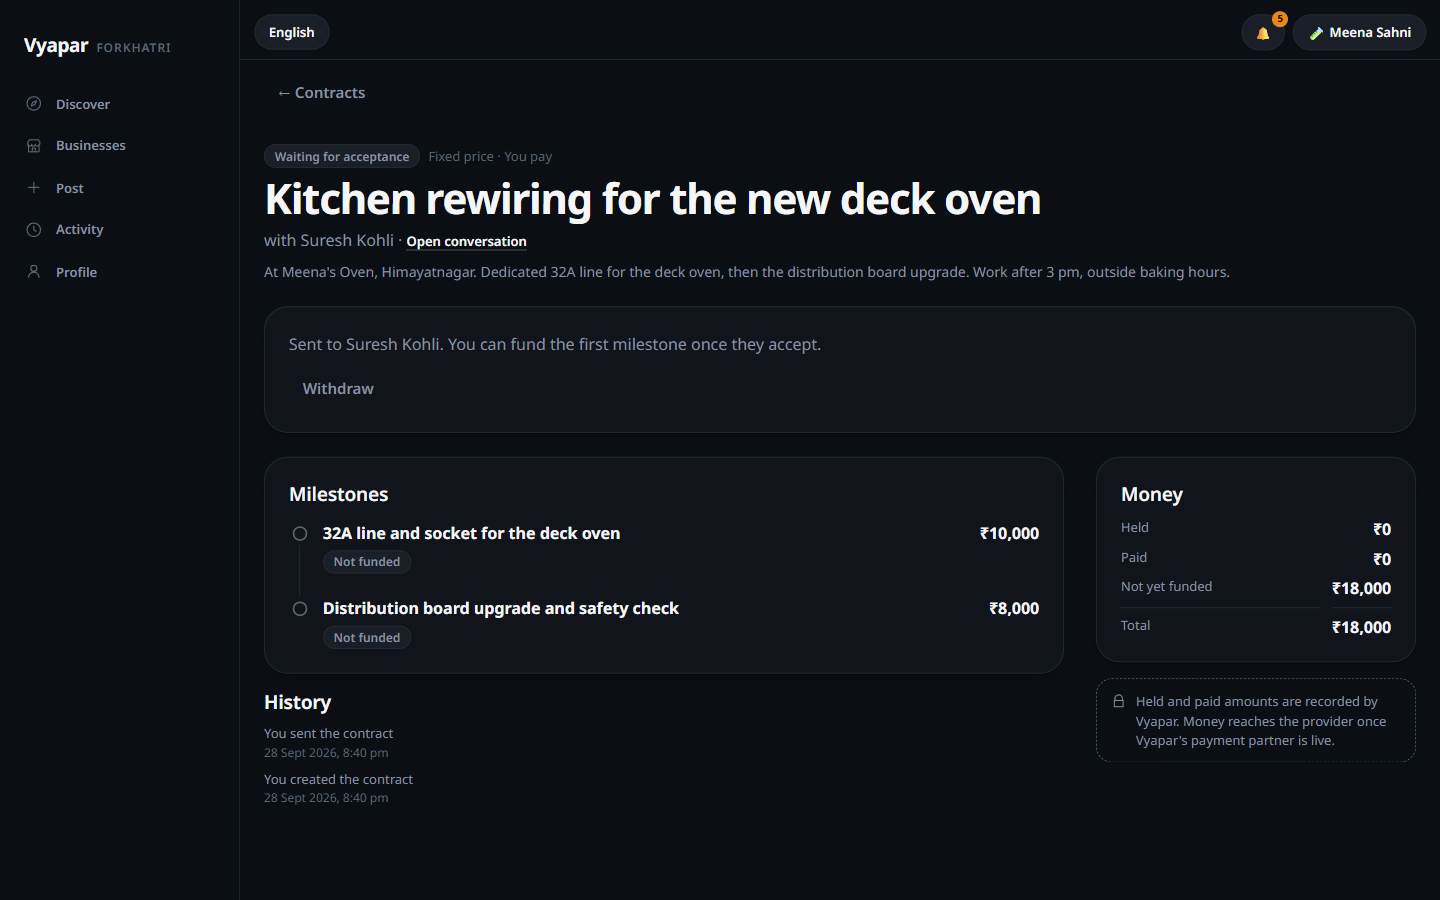 Vyapar FORKHATRI
English
5
Meena Sahni
Discover
Businesses
Post
Activity
Profile
← Contracts
Waiting for acceptance Fixed price · You pay
Kitchen rewiring for the new deck oven
with Suresh Kohli · Open conversation
At Meena's Oven, Himayatnagar. Dedicated 32A line for the deck oven, then the distribution board upgrade. Work after 3 pm, outside baking hours.
Sent to Suresh Kohli. You can fund the first milestone once they accept.
Withdraw
Milestones
32A line and socket for the deck oven ₹10,000
Not funded
Distribution board upgrade and safety check ₹8,000
Not funded
Money
Held ₹0
Paid ₹0
Not yet funded ₹18,000
Total ₹18,000
Held and paid amounts are recorded by
Vyapar. Money reaches the provider once
Vyapar's payment partner is live.
History
You sent the contract
28 Sept 2026, 8:40 pm
You created the contract
28 Sept 2026, 8:40 pm